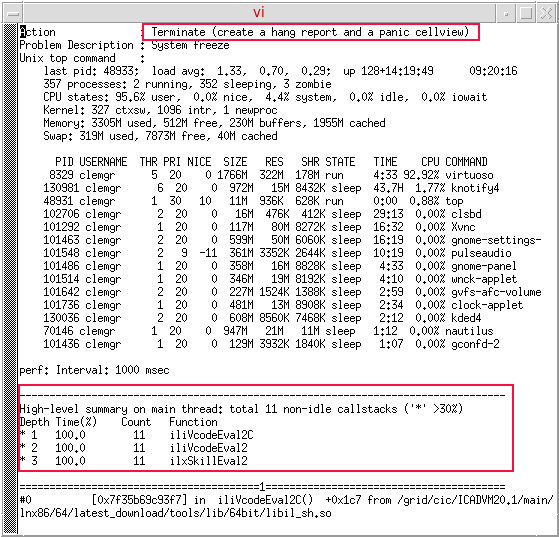 vi
Action              : Terminate (create a hang report and a panic cellview)
Problem Description : System freeze
Unix top command    :
    last pid: 48933;  load avg:  1.33,  0.70,  0.29;  up 128+14:19:49      09:20:16
    357 processes: 2 running, 352 sleeping, 3 zombie
    CPU states: 95.6% user,  0.0% nice,  4.4% system,  0.0% idle,  0.0% iowait
    Kernel: 327 ctxsw, 1096 intr, 1 newproc
    Memory: 3305M used, 512M free, 230M buffers, 1955M cached
    Swap: 319M used, 7873M free, 40M cached
      PID USERNAME  THR PRI NICE  SIZE   RES   SHR STATE   TIME    CPU COMMAND
     8329 clemgr      5  20    0 1766M  322M  178M run     4:33 92.92% virtuoso
   130981 clemgr      6  20    0  972M   15M 8432K sleep  43.7H  1.77% knotify4
    48931 clemgr      1  30   10   11M  936K  628K run     0:00  0.88% top
   102706 clemgr      2  20    0   16M  476K  412K sleep  29:13  0.00% clsbd
   101292 clemgr      1  20    0  117M   80M 8272K sleep  16:32  0.00% Xvnc
   101463 clemgr      2  20    0  599M   50M 6060K sleep  16:19  0.00% gnome-settings-
   101548 clemgr      2   9  -11  361M 3352K 2644K sleep  10:19  0.00% pulseaudio
   101486 clemgr      1  20    0  358M   16M 8828K sleep   4:33  0.00% gnome-panel
   101514 clemgr      1  20    0  346M   19M 8192K sleep   4:10  0.00% wnck-applet
   101642 clemgr      2  20    0  227M 1524K 1388K sleep   2:59  0.00% gvfs-afc-volume
   101736 clemgr      1  20    0  481M   13M 8908K sleep   2:34  0.00% clock-applet
   130036 clemgr      2  20    0  608M 8560K 7468K sleep   2:12  0.00% kded4
    70146 clemgr      1  20    0  947M   21M   11M sleep   1:12  0.00% nautilus
   101436 clemgr      1  20    0  129M 3932K 1840K sleep   1:07  0.00% gconfd-2
perf: Interval: 1000 msec
--------------------------------------------------------------------------------
High-level summary on main thread: total 11 non-idle callstacks ('*' >30%)
Depth Time(%)    Count    Function
* 1   100.0        11     iliVcodeEval2C
* 2   100.0        11     iliVcodeEval2
* 3   100.0        11     ilxSkillEval2
=======================================1========================================
#0          [0x7f35b69c93f7] in  iliVcodeEval2C()  +0x1c7 from /grid/cic/ICADVM20.1/main/
lnx86/64/latest_download/tools/lib/64bit/libil_sh.so